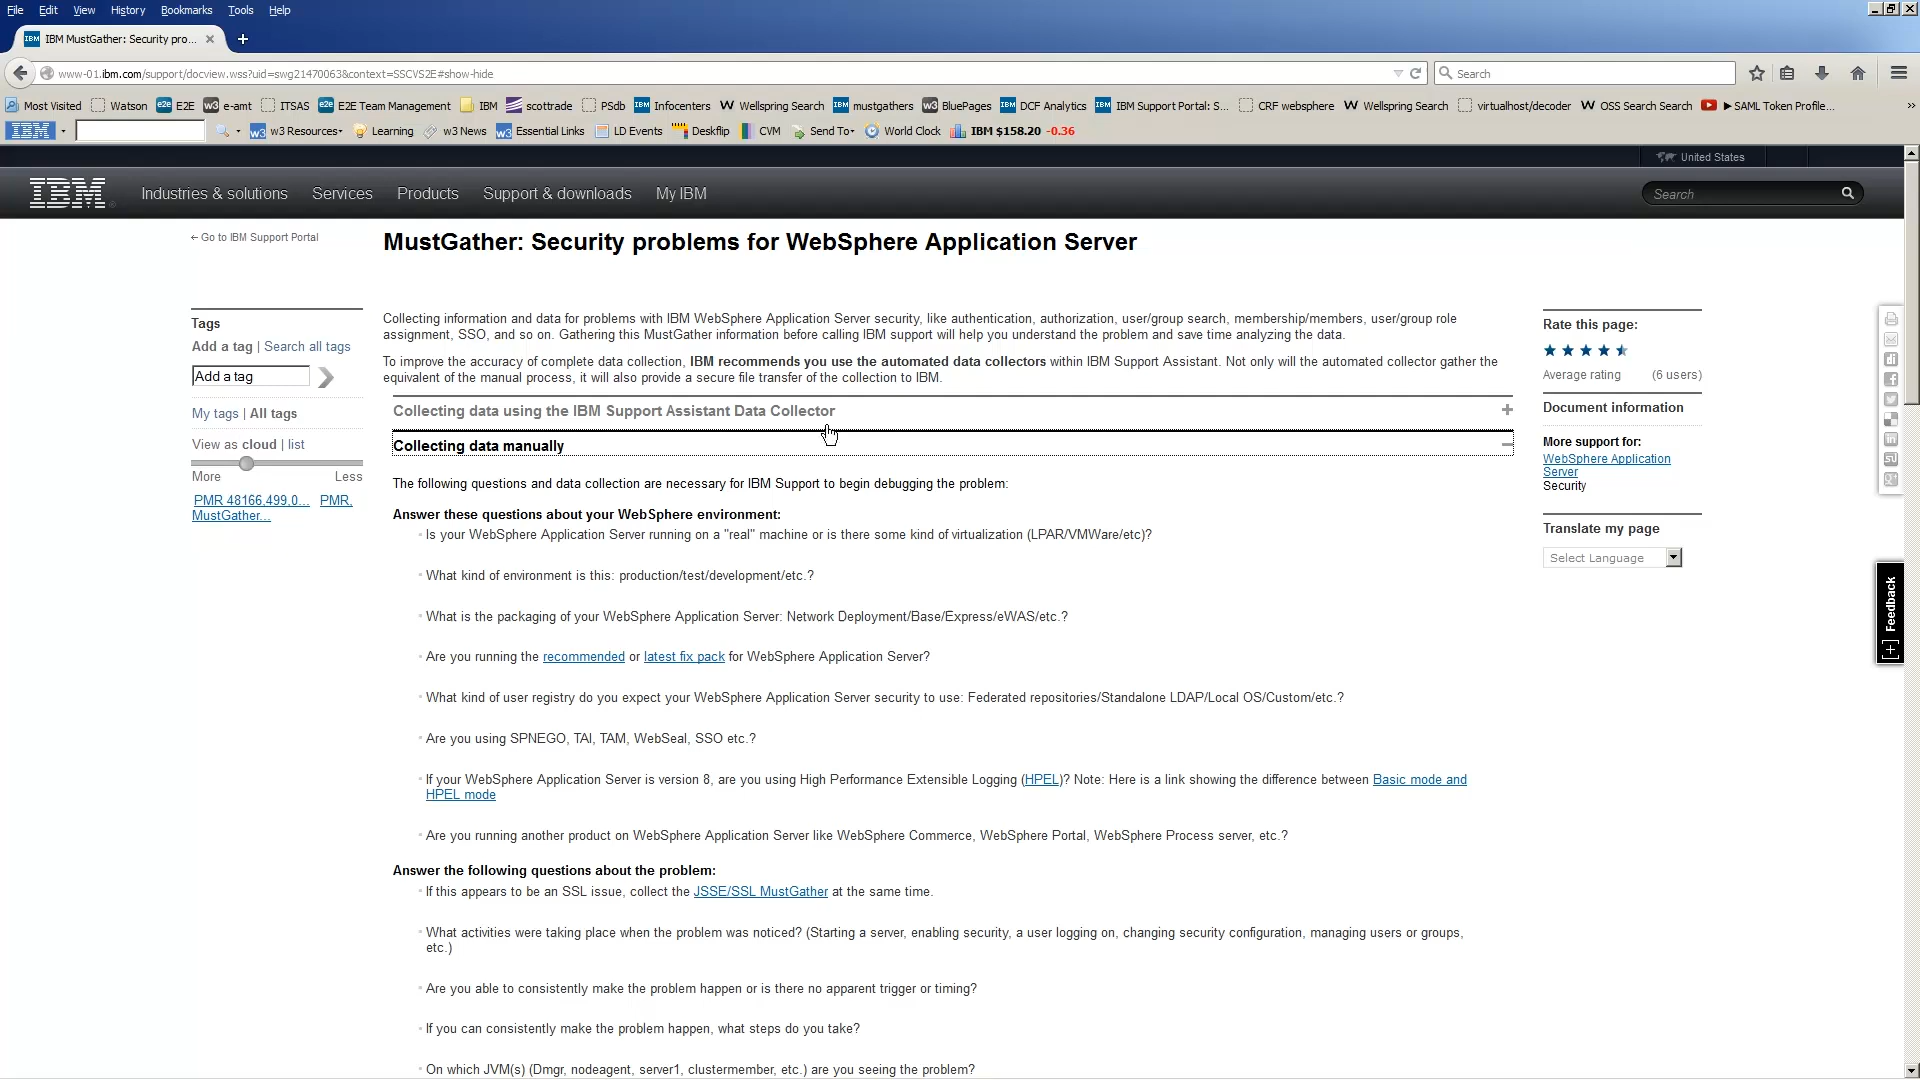 File Edit View History Bookmarks Tools Help
IBM IBM MustGather: Security pro... × +
www-01.ibm.com/support/docview.wss?uid=swg21470063&context=SSCVS2E#show-hide Search
Most Visited Watson e2e E2E w3 e-amt ITSAS e2e E2E Team Management IBM scottrade PSdb IBM Infocenters W Wellspring Search IBM mustgathers w3 BluePages IBM DCF Analytics IBM IBM Support Portal: S... CRF websphere W Wellspring Search virtualhost/decoder W OSS Search Search ▶ SAML Token Profile... »
IBM w3 w3 Resources Learning w3 News w3 Essential Links LD Events Deskflip CVM Send To World Clock IBM $158.20 -0.36
United States
IBM Industries & solutions Services Products Support & downloads My IBM Search
← Go to IBM Support Portal
MustGather: Security problems for WebSphere Application Server
Tags
Add a tag | Search all tags
Add a tag
My tags | All tags
View as cloud | list
More Less
PMR 48166,499,0... PMR,
MustGather...
Collecting information and data for problems with IBM WebSphere Application Server security, like authentication, authorization, user/group search, membership/members, user/group role
assignment, SSO, and so on. Gathering this MustGather information before calling IBM support will help you understand the problem and save time analyzing the data.
To improve the accuracy of complete data collection, IBM recommends you use the automated data collectors within IBM Support Assistant. Not only will the automated collector gather the
equivalent of the manual process, it will also provide a secure file transfer of the collection to IBM.
Collecting data using the IBM Support Assistant Data Collector +
Collecting data manually –
The following questions and data collection are necessary for IBM Support to begin debugging the problem:
Answer these questions about your WebSphere environment:
Is your WebSphere Application Server running on a "real" machine or is there some kind of virtualization (LPAR/VMWare/etc)?
What kind of environment is this: production/test/development/etc.?
What is the packaging of your WebSphere Application Server: Network Deployment/Base/Express/eWAS/etc.?
Are you running the recommended or latest fix pack for WebSphere Application Server?
What kind of user registry do you expect your WebSphere Application Server security to use: Federated repositories/Standalone LDAP/Local OS/Custom/etc.?
Are you using SPNEGO, TAI, TAM, WebSeal, SSO etc.?
If your WebSphere Application Server is version 8, are you using High Performance Extensible Logging (HPEL)? Note: Here is a link showing the difference between Basic mode and
HPEL mode
Are you running another product on WebSphere Application Server like WebSphere Commerce, WebSphere Portal, WebSphere Process server, etc.?
Answer the following questions about the problem:
If this appears to be an SSL issue, collect the JSSE/SSL MustGather at the same time.
What activities were taking place when the problem was noticed? (Starting a server, enabling security, a user logging on, changing security configuration, managing users or groups,
etc.)
Are you able to consistently make the problem happen or is there no apparent trigger or timing?
If you can consistently make the problem happen, what steps do you take?
On which JVM(s) (Dmgr, nodeagent, server1, clustermember, etc.) are you seeing the problem?
Rate this page:
Average rating (6 users)
Document information
More support for:
WebSphere Application
Server
Security
Translate my page
Select Language
[+] Feedback